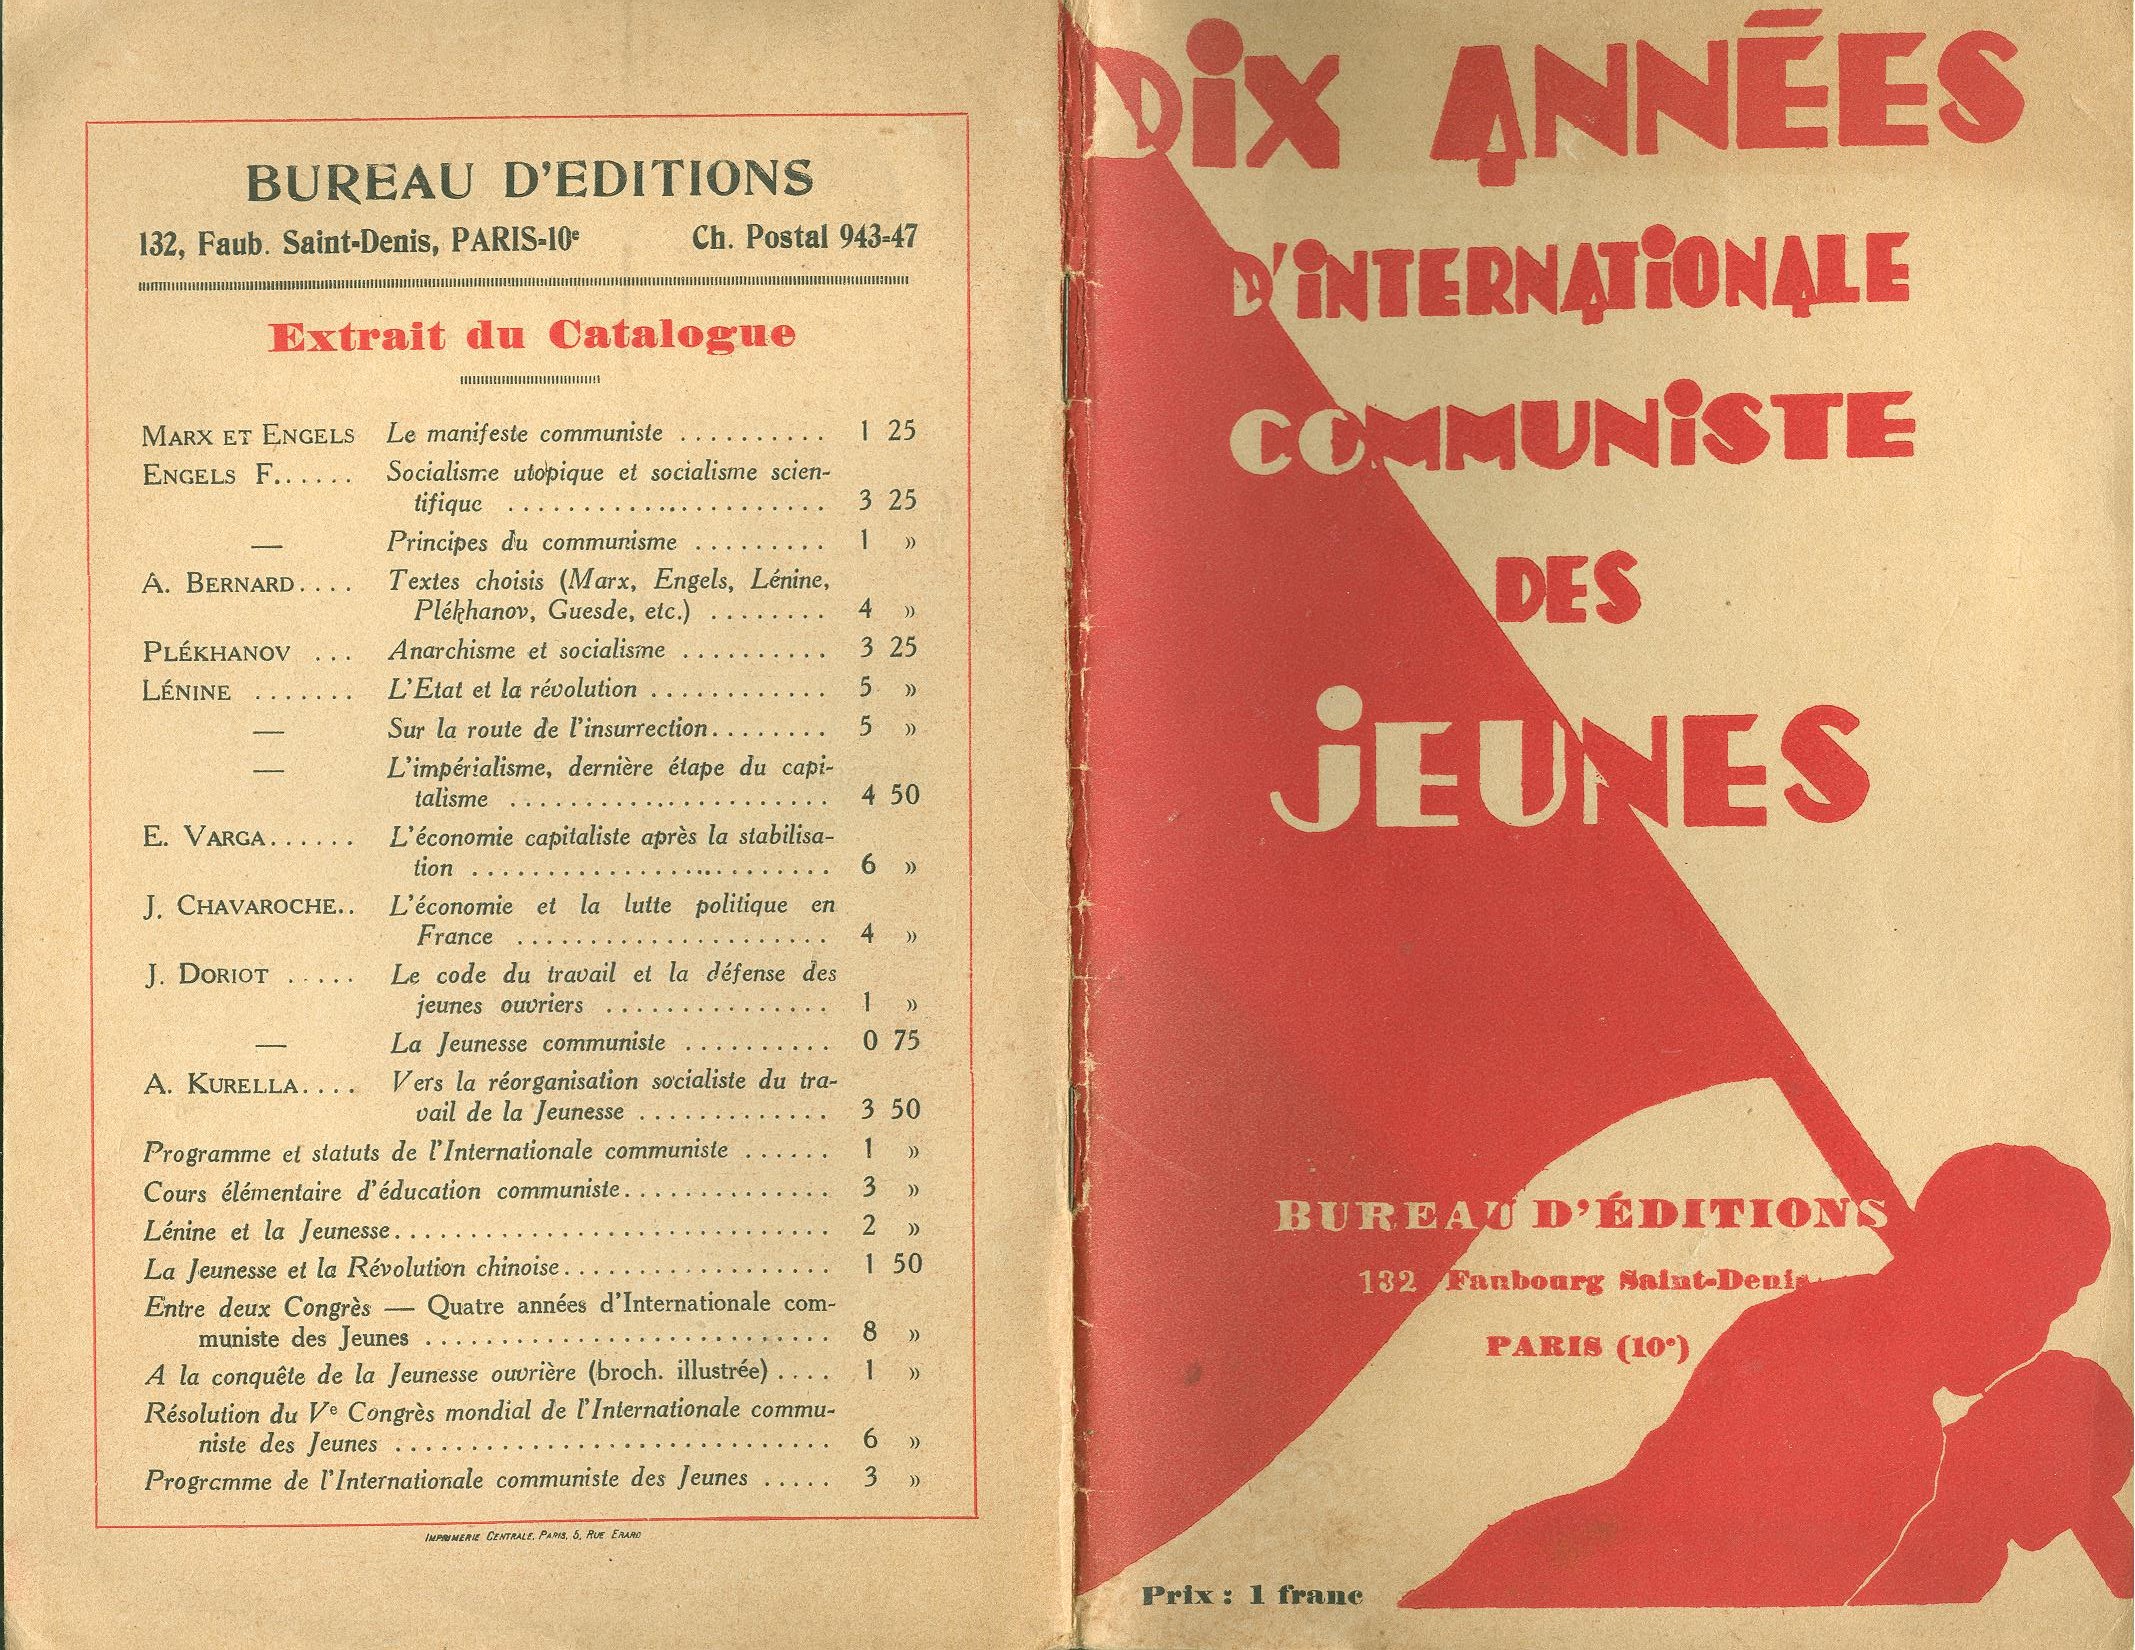 BUREAU D'EDITIONS
132, Faub. Saint-Denis, PARIS-10e Ch. Postal 943-47
Extrait du Catalogue
MARX ET ENGELS Le manifeste communiste .......... 1 25
ENGELS F...... Socialisme utopique et socialisme scien-
tifique ...................... 3 25
— Principes du communisme ......... 1 »
A. BERNARD.... Textes choisis (Marx, Engels, Lénine,
Plékhanov, Guesde, etc.) ........ 4 »
PLÉKHANOV ... Anarchisme et socialisme .......... 3 25
LÉNINE ....... L'Etat et la révolution ............ 5 »
— Sur la route de l'insurrection........ 5 »
— L'impérialisme, dernière étape du capi-
talisme ...................... 4 50
E. VARGA...... L'économie capitaliste après la stabilisa-
tion ........................ 6 »
J. CHAVAROCHE.. L'économie et la lutte politique en
France ..................... 4 »
J. DORIOT ..... Le code du travail et la défense des
jeunes ouvriers ............... 1 »
— La Jeunesse communiste .......... 0 75
A. KURELLA.... Vers la réorganisation socialiste du tra-
vail de la Jeunesse ............. 3 50
Programme et statuts de l'Internationale communiste ...... 1 »
Cours élémentaire d'éducation communiste.............. 3 »
Lénine et la Jeunesse............................. 2 »
La Jeunesse et la Révolution chinoise.................. 1 50
Entre deux Congrès — Quatre années d'Internationale com-
muniste des Jeunes ........................... 8 »
A la conquête de la Jeunesse ouvrière (broch. illustrée) .... 1 »
Résolution du Ve Congrès mondial de l'Internationale commu-
niste des Jeunes ............................. 6 »
Programme de l'Internationale communiste des Jeunes ..... 3 »
IMPRIMERIE CENTRALE, PARIS, 5, RUE ERARD
DIX ANNÉES
D'INTERNATIONALE
COMMUNISTE
DES
JEUNES
BUREAU D'ÉDITIONS
132 Faubourg Saint-Denis
PARIS (10e)
Prix : 1 franc